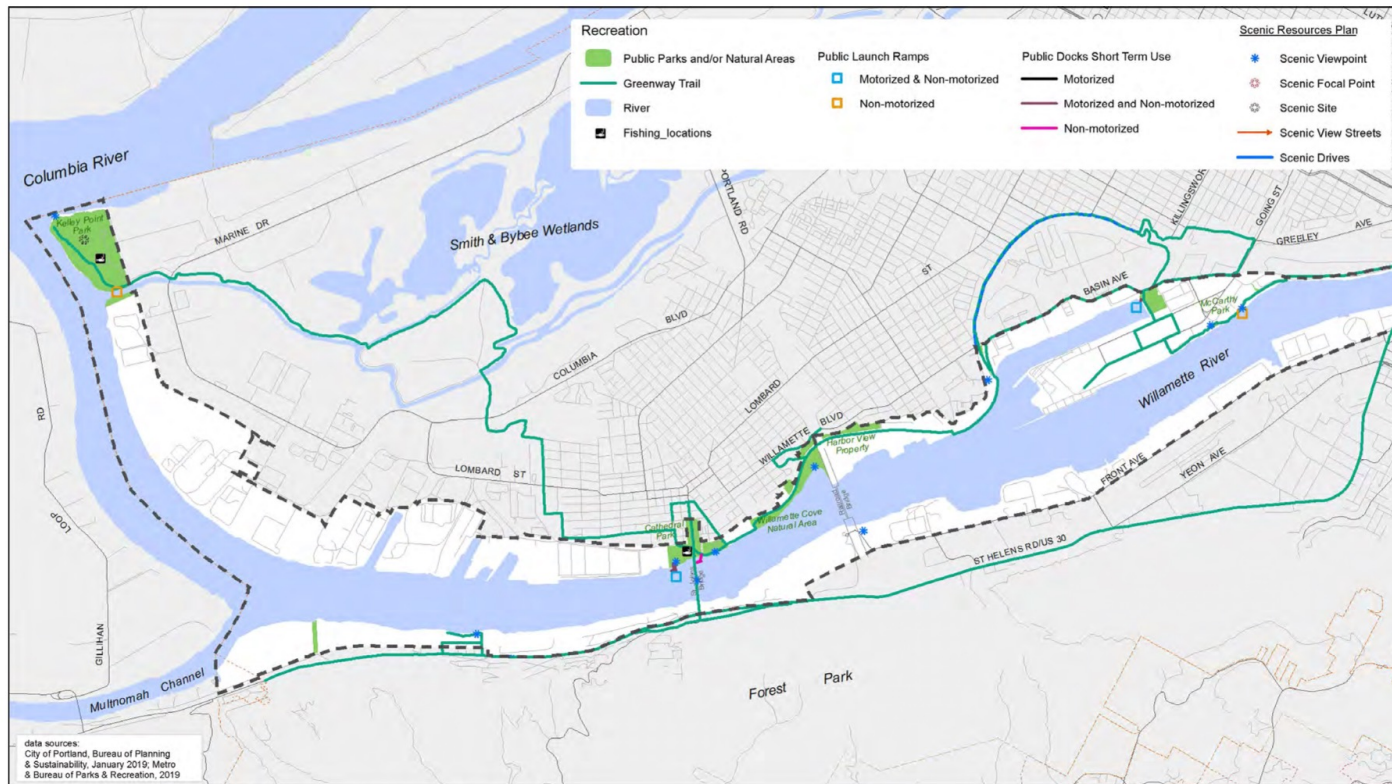 Recreation
Public Parks and/or Natural Areas
Greenway Trail
River
Fishing_locations
Public Launch Ramps
Motorized & Non-motorized
Non-motorized
Public Docks Short Term Use
Motorized
Motorized and Non-motorized
Non-motorized
Scenic Resources Plan
Scenic Viewpoint
Scenic Focal Point
Scenic Site
Scenic View Streets
Scenic Drives
Columbia River
Kelley Point
Park
MARINE DR
Smith & Bybee Wetlands
PORTLAND RD
KILLINGSWOR
GOING ST
GREELEY AVE
BASIN AVE
McCarthy
Park
Willamette River
COLUMBIA BLVD
LOMBARD ST
WILLAMETTE BLVD
Harbor View
Property
Railroad
Bridge
LOMBARD ST
Cathedral
Park
Willamette Cove
Natural Area
Bridge
FRONT AVE
YEON AVE
ST HELENS RD/US 30
Forest Park
LOOP RD
GILLIHAN
Multnomah Channel
data sources:
City of Portland, Bureau of Planning
& Sustainability, January 2019; Metro
& Bureau of Parks & Recreation, 2019